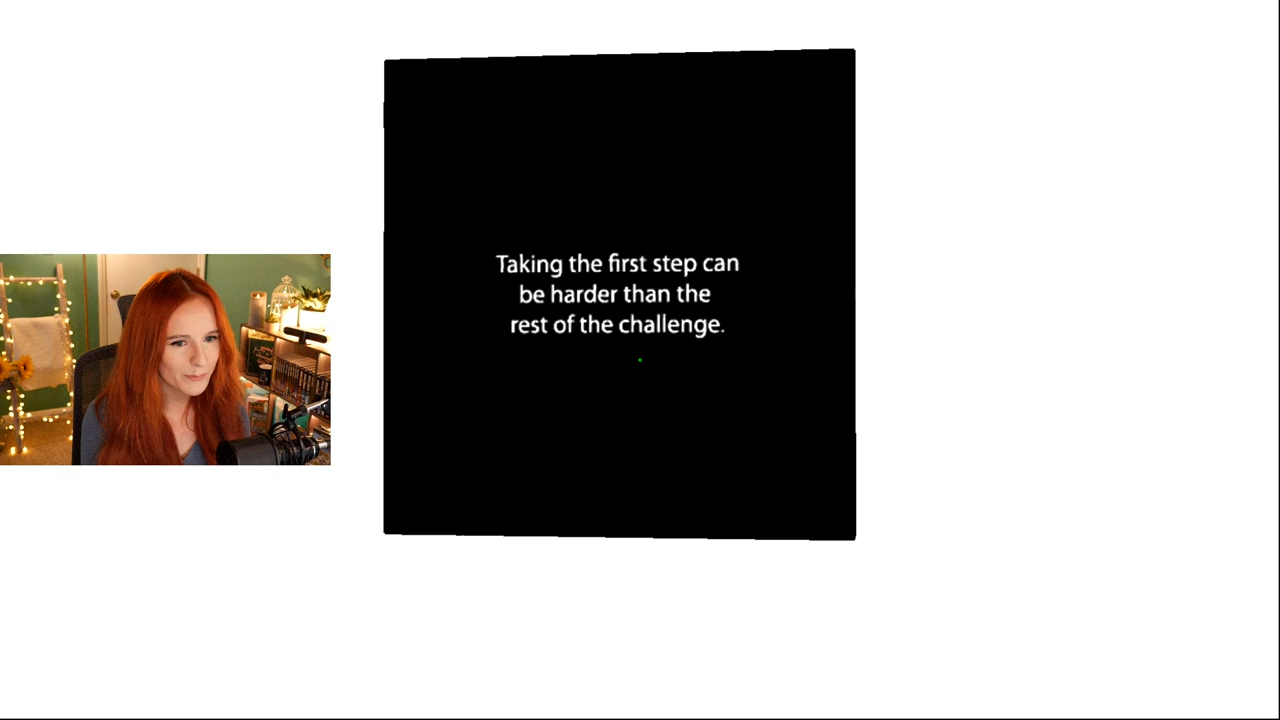 Taking the first step can
be harder than the
rest of the challenge.